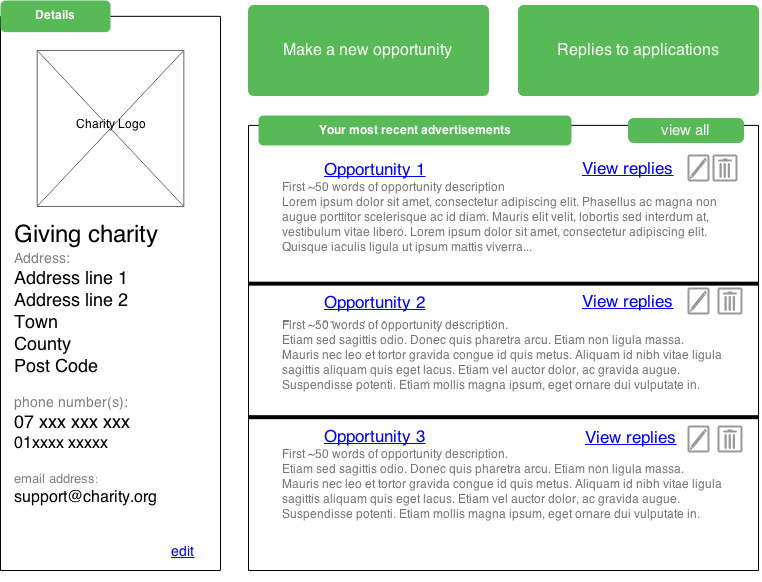 Details
Charity Logo
Giving charity
Address:
Address line 1
Address line 2
Town
County
Post Code
phone number(s):
07 xxx xxx xxx
01xxxx xxxxx
email address:
support@charity.org
edit
Make a new opportunity
Replies to applications
Your most recent advertisements
view all
Opportunity 1
View replies
First ~50 words of opportunity description
Lorem ipsum dolor sit amet, consectetur adipiscing elit. Phasellus ac magna non
augue porttitor scelerisque ac id diam. Mauris elit velit, lobortis sed interdum at,
vestibulum vitae libero. Lorem ipsum dolor sit amet, consectetur adipiscing elit.
Quisque iaculis ligula ut ipsum mattis viverra...
Opportunity 2
View replies
First ~50 words of opportunity description.
Etiam sed sagittis odio. Donec quis pharetra arcu. Etiam non ligula massa.
Mauris nec leo et tortor gravida congue id quis metus. Aliquam id nibh vitae ligula
sagittis aliquam quis eget lacus. Etiam vel auctor dolor, ac gravida augue.
Suspendisse potenti. Etiam mollis magna ipsum, eget ornare dui vulputate in.
Opportunity 3
View replies
First ~50 words of opportunity description.
Etiam sed sagittis odio. Donec quis pharetra arcu. Etiam non ligula massa.
Mauris nec leo et tortor gravida congue id quis metus. Aliquam id nibh vitae ligula
sagittis aliquam quis eget lacus. Etiam vel auctor dolor, ac gravida augue.
Suspendisse potenti. Etiam mollis magna ipsum, eget ornare dui vulputate in.